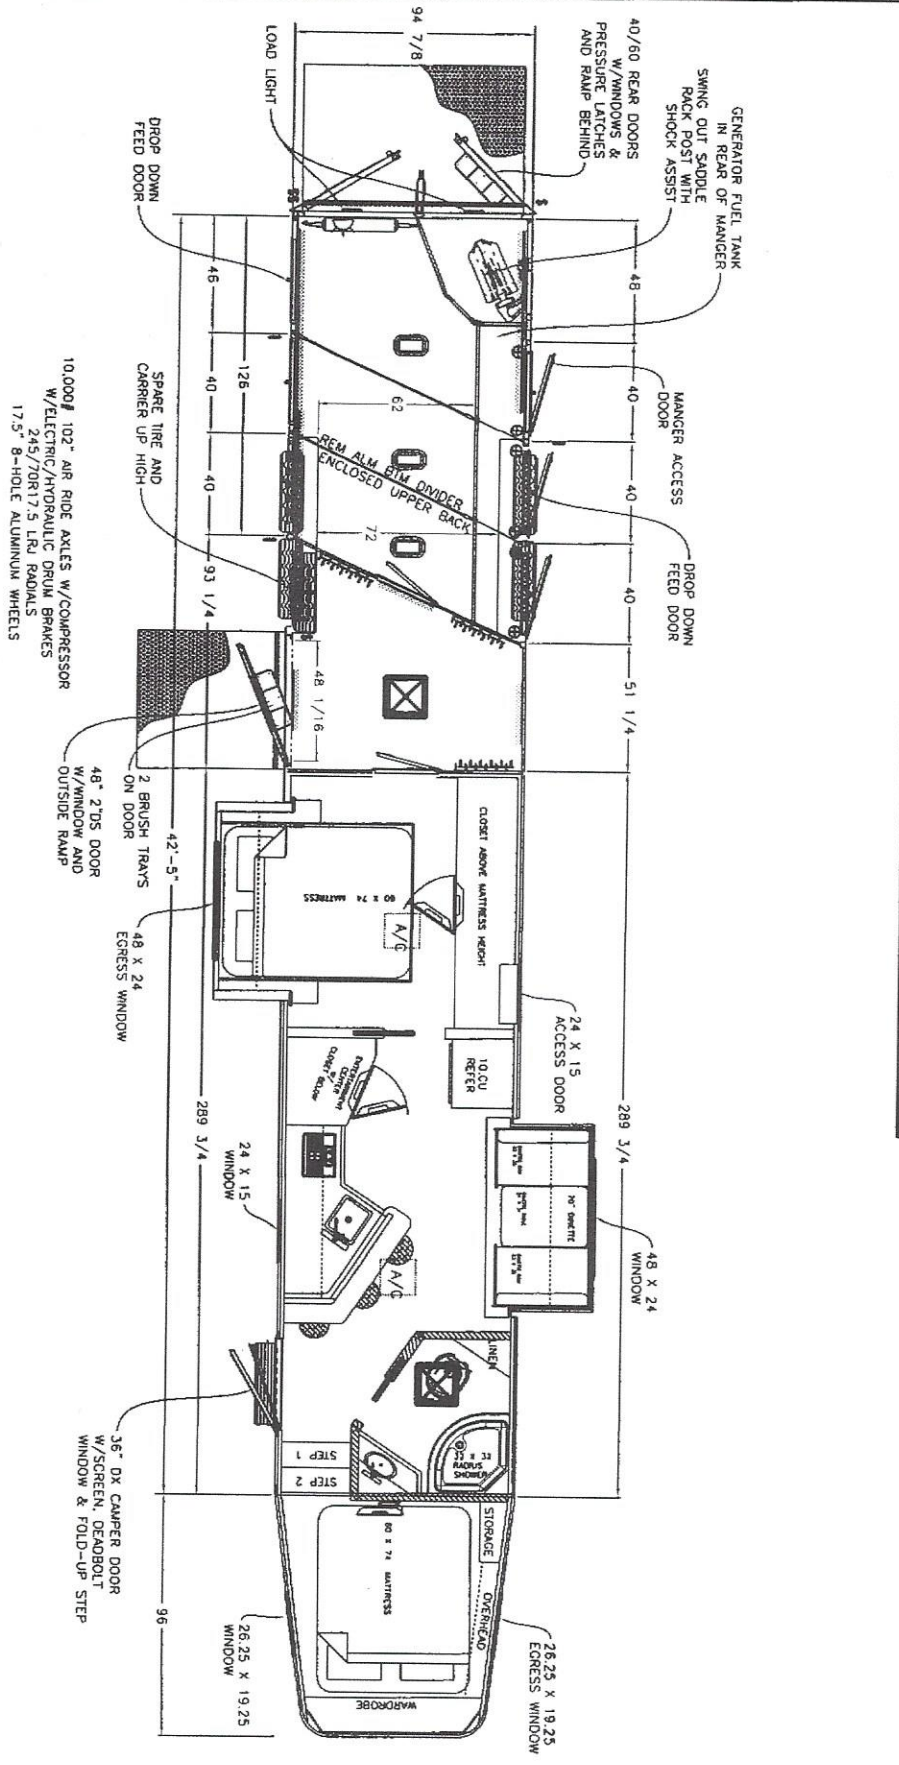 94 7/8
LOAD LIGHT
DROP DOWN
FEED DOOR
40/60 REAR DOORS
W/WINDOWS &
PRESSURE LATCHES
AND RAMP BEHIND
SWING OUT SADDLE
RACK POST WITH
SHOCK ASSIST
GENERATOR FUEL TANK
IN REAR OF MANGER
MANGER ACCESS
DOOR
DROP DOWN
FEED DOOR
48
40
40
40
51 1/4
289 3/4
46
40
40
93 1/4
126
62
72
REM ALM BTM DIVIDER
ENCLOSED UPPER BACK
SPARE TIRE AND
CARRIER UP HIGH
10,000# 102" AIR RIDE AXLES W/COMPRESSOR
W/ELECTRIC/HYDRAULIC DRUM BRAKES
245/70R17.5 LRJ RADIALS
17.5" 8-HOLE ALUMINUM WHEELS
48 1/16
2 BRUSH TRAYS
ON DOOR
48" 2"DS DOOR
W/WINDOW AND
OUTSIDE RAMP
42'-5"
48 X 24
EGRESS WINDOW
CLOSET ABOVE MATTRESS HEIGHT
60 X 74 MATTRESS
A/C
24 X 15
ACCESS DOOR
10.CU
REFER
ENTERTAINMENT
CENTER
W/
CLOSET BELOW
289 3/4
24 X 15
WINDOW
70" DINETTE
48 X 24
WINDOW
A/C
LINEN
33 X 33
RADIUS
SHOWER
STEP 1
STEP 2
36" DX CAMPER DOOR
W/SCREEN, DEADBOLT
WINDOW & FOLD-UP STEP
STORAGE
OVERHEAD
60 X 74 MATTRESS
WARDROBE
26.25 X 19.25
EGRESS WINDOW
26.25 X 19.25
WINDOW
96